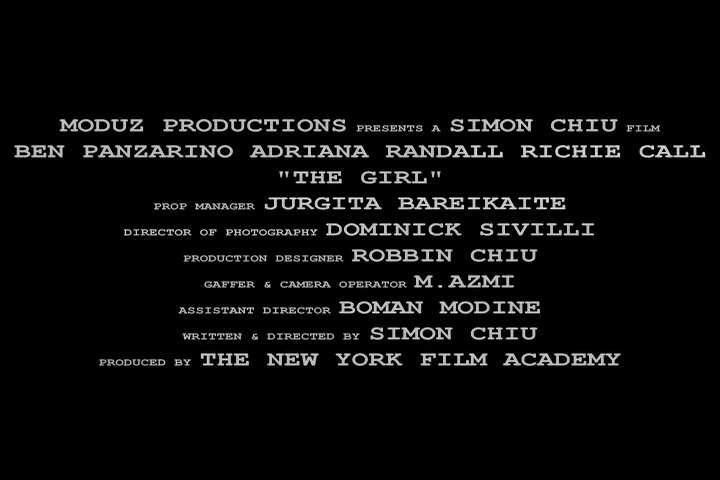 MODUZ PRODUCTIONS PRESENTS A SIMON CHIU FILM
BEN PANZARINO ADRIANA RANDALL RICHIE CALL
"THE GIRL"
PROP MANAGER JURGITA BAREIKAITE
DIRECTOR OF PHOTOGRAPHY DOMINICK SIVILLI
PRODUCTION DESIGNER ROBBIN CHIU
GAFFER & CAMERA OPERATOR M.AZMI
ASSISTANT DIRECTOR BOMAN MODINE
WRITTEN & DIRECTED BY SIMON CHIU
PRODUCED BY THE NEW YORK FILM ACADEMY